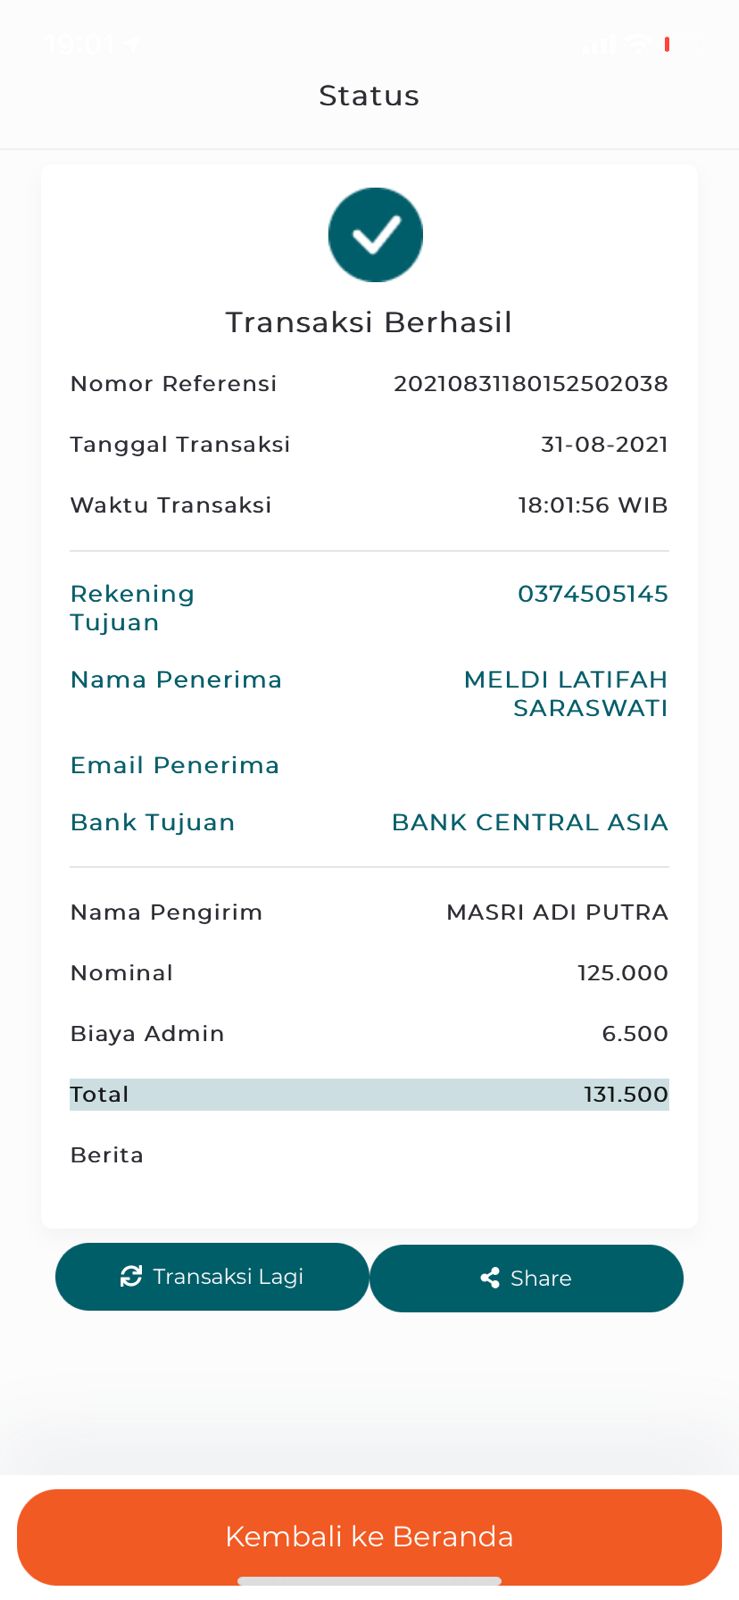 19:01
Status
Transaksi Berhasil
Nomor Referensi 20210831180152502038
Tanggal Transaksi 31-08-2021
Waktu Transaksi 18:01:56 WIB
Rekening Tujuan 0374505145
Nama Penerima MELDI LATIFAH SARASWATI
Email Penerima
Bank Tujuan BANK CENTRAL ASIA
Nama Pengirim MASRI ADI PUTRA
Nominal 125.000
Biaya Admin 6.500
Total 131.500
Berita
Transaksi Lagi
Share
Kembali ke Beranda